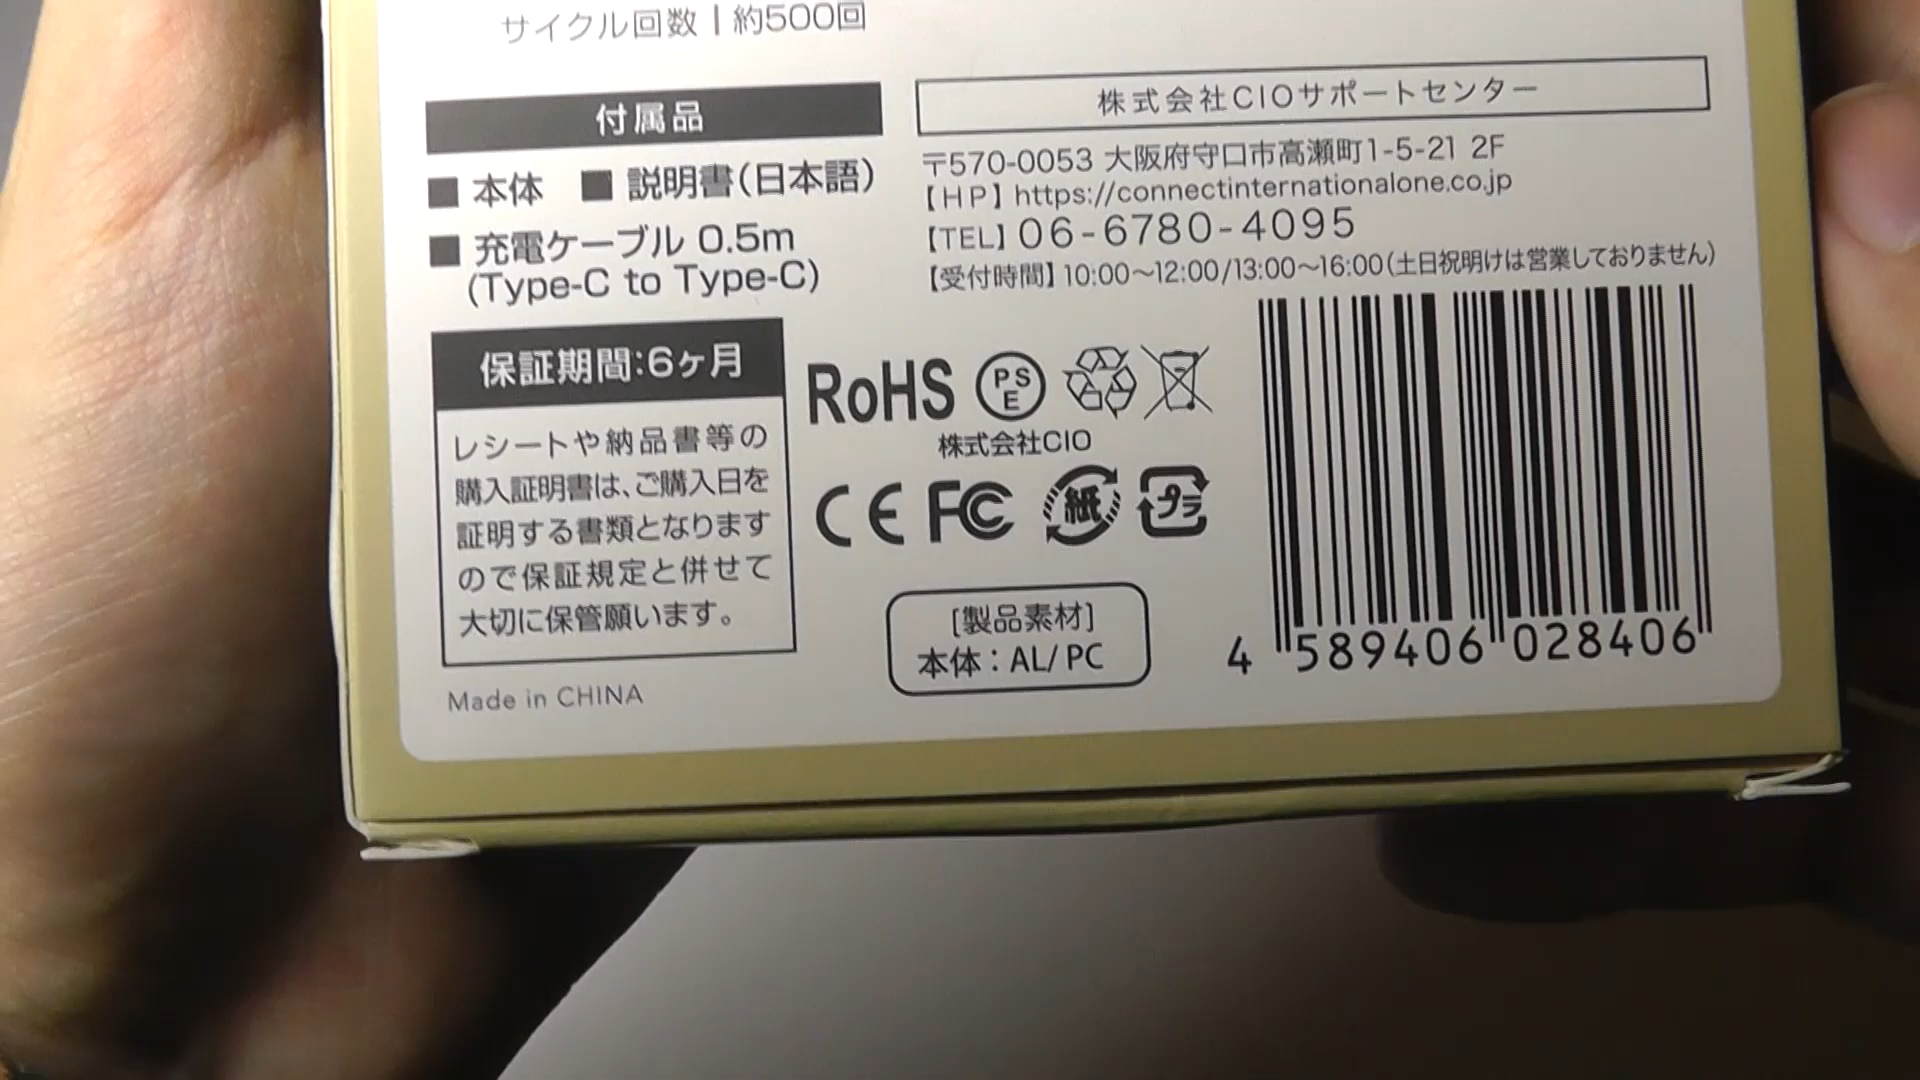 サイクル回数 | 約500回
付属品
■ 本体 ■ 説明書(日本語)
■ 充電ケーブル 0.5m
(Type-C to Type-C)
保証期間:6ヶ月
レシートや納品書等の
購入証明書は、ご購入日を
証明する書類となります
ので保証規定と併せて
大切に保管願います。
Made in CHINA
株式会社CIOサポートセンター
〒570-0053 大阪府守口市高瀬町1-5-21 2F
【HP】https://connectinternationalone.co.jp
【TEL】06-6780-4095
【受付時間】10:00～12:00/13:00～16:00(土日祝明けは営業しておりません)
RoHS PSE
株式会社CIO
CE FC 紙 プラ
[製品素材]
本体：AL/PC
4 589406 028406